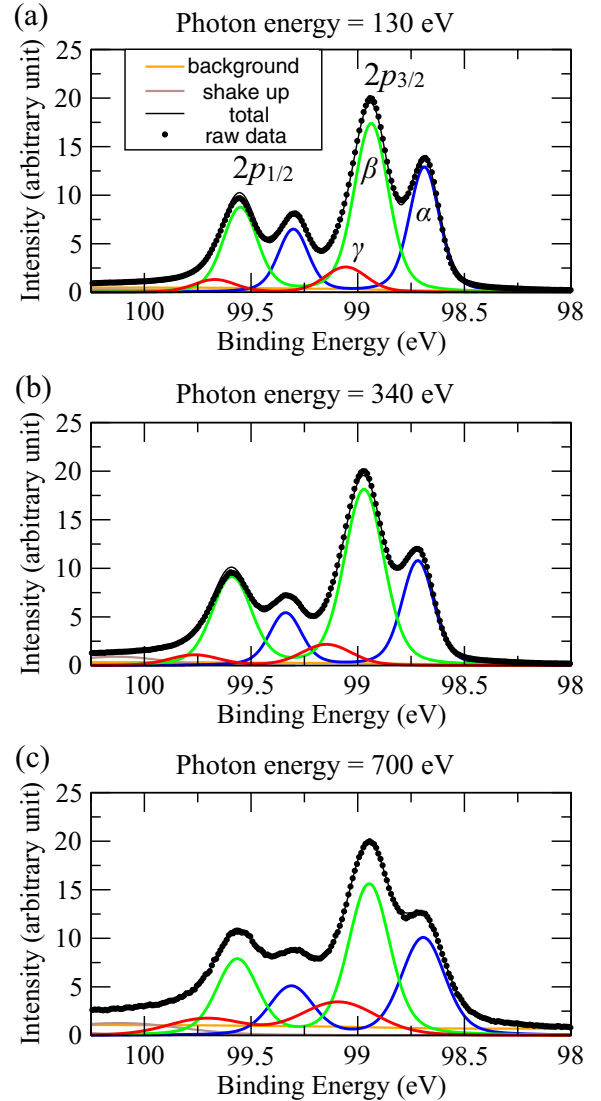 (a) Photon energy = 130 eV
25
20
15
10
5
0
Intensity (arbitrary unit)
background
shake up
total
raw data
2p3/2
2p1/2
β
α
γ
100 99.5 99 98.5 98
Binding Energy (eV)
(b) Photon energy = 340 eV
25
20
15
10
5
0
Intensity (arbitrary unit)
100 99.5 99 98.5 98
Binding Energy (eV)
(c) Photon energy = 700 eV
25
20
15
10
5
0
Intensity (arbitrary unit)
100 99.5 99 98.5 98
Binding Energy (eV)